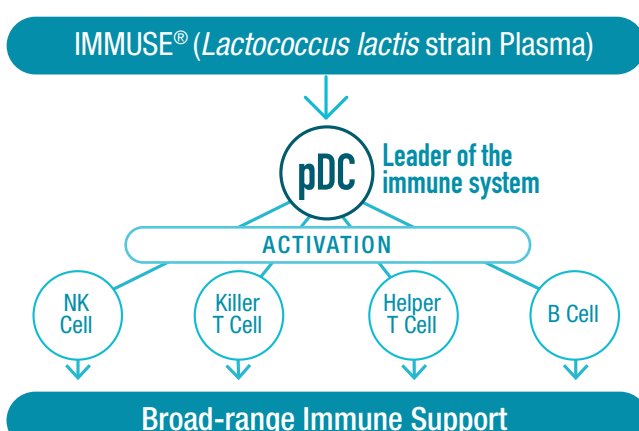 IMMUSE® (Lactococcus lactis strain Plasma)
pDC
Leader of the
immune system
ACTIVATION
NK
Cell
Killer
T Cell
Helper
T Cell
B Cell
Broad-range Immune Support